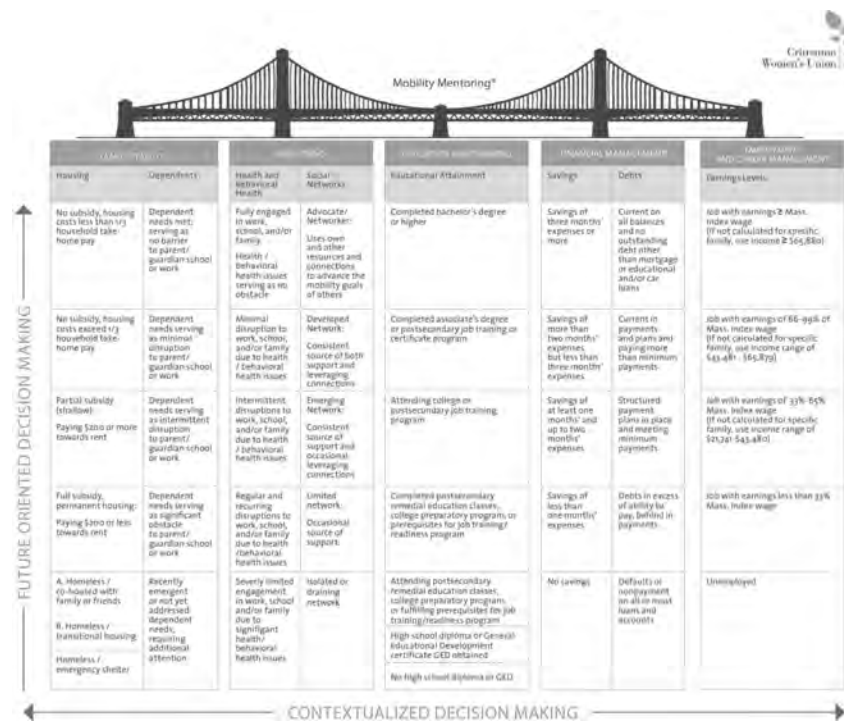 Crittenton
Women's Union
Mobility Mentoring®
FAMILY STABILITY
WELL-BEING
EDUCATION AND TRAINING
FINANCIAL MANAGEMENT
EMPLOYMENT
AND CAREER MANAGEMENT
Housing
Dependents
Health and
Behavioral
Health
Social
Networks
Educational Attainment
Savings
Debts
Earnings Levels
No subsidy, housing
costs less than 1/3
household take-
home pay
Dependent
needs met;
serving as
no barrier
to parent/
guardian school
or work
Fully engaged
in work,
school, and/or
family.
Health /
behavioral
health issues
serving as no
obstacle
Advocate/
Networker:
Uses own
and other
resources and
connections
to advance the
mobility goals
of others
Completed bachelor's degree
or higher
Savings of
three months'
expenses
or more
Current on
all balances
and no
outstanding
debt other
than mortgage
or educational
and/or car
loans
Job with earnings ≥ Mass.
Index wage
(If not calculated for specific
family, use income ≥ $65,880)
No subsidy, housing
costs exceed 1/3
household take-
home pay
Dependent
needs serving
as minimal
disruption
to parent/
guardian school
or work
Minimal
disruption to
work, school,
and/or family
due to health
/ behavioral
health issues
Developed
Network:
Consistent
source of both
support and
leveraging
connections
Completed associate's degree
or postsecondary job training or
certificate program
Savings of
more than
two months'
expenses
but less than
three months'
expenses
Current in
payments
and plans and
paying more
than minimum
payments
Job with earnings of 66-99% of
Mass. Index wage
(If not calculated for specific
family, use income range of
$43,481 - $65,879)
Partial subsidy
(shallow)
Paying $200 or more
towards rent
Dependent
needs serving
as intermittent
disruption
to parent/
guardian school
or work
Intermittent
disruptions to
work, school,
and/or family
due to health
/ behavioral
health issues
Emerging
Network:
Consistent
source of
support and
occasional
leveraging
connections
Attending college or
postsecondary job training
program
Savings of
at least one
months' and
up to two
months'
expenses
Structured
payment
plans in place
and meeting
minimum
payments
Job with earnings of 33%-65%
Mass. Index wage
(If not calculated for specific
family, use income range of
$21,741-$43,480)
Full subsidy,
permanent housing:
Paying $200 or less
towards rent
Dependent
needs serving
as significant
obstacle
to parent/
guardian school
or work
Regular and
recurring
disruptions to
work, school,
and/or family
due to health
/behavioral
health issues
Limited
network:
Occasional
source of
support.
Completed postsecondary
remedial education classes,
college preparatory program, or
prerequisites for job training/
readiness program
Savings of
less than
one months'
expenses
Debts in excess
of ability to
pay, behind in
payments
Job with earnings less than 33%
Mass. Index wage
A. Homeless /
co-housed with
family or friends
B. Homeless /
transitional housing
Homeless /
emergency shelter
Recently
emergent
or not yet
addressed
dependent
needs,
requiring
additional
attention
Severly limited
engagement
in work, school
and/or family
due to
signifigant
health/
behavioral
health issues
Isolated or
draining
network
Attending postsecondary
remedial education classes,
college preparatory program,
or fulfilling prerequisites for job
training/readiness program
High school diploma or General
Educational Development
certificate GED obtained
No high school diploma or GED
No savings
Defaults or
nonpayment
on all or most
loans and
accounts
Unemployed
FUTURE ORIENTED DECISION MAKING
CONTEXTUALIZED DECISION MAKING